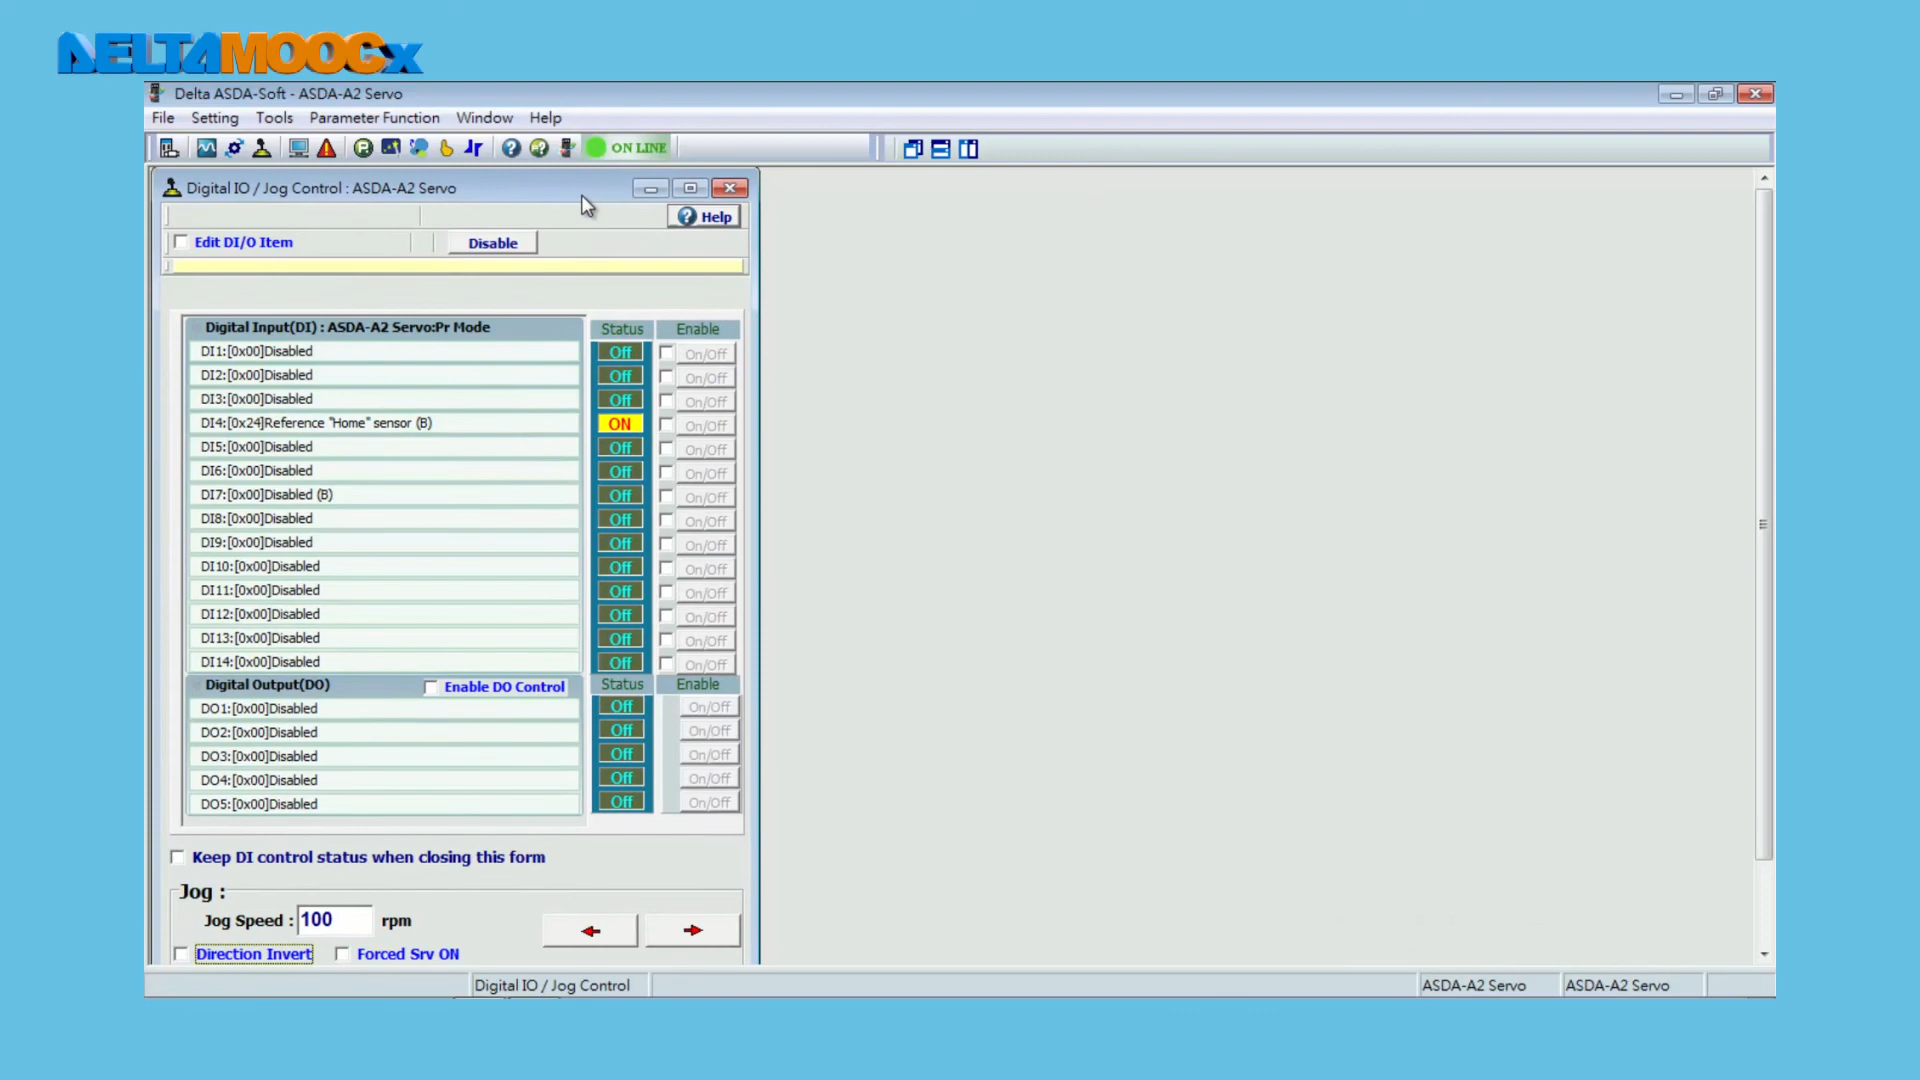 DELTAMOOCx
Delta ASDA-Soft - ASDA-A2 Servo
File Setting Tools Parameter Function Window Help
ON LINE
Digital IO / Jog Control : ASDA-A2 Servo
Help
Edit DI/O Item Disable
Digital Input(DI) : ASDA-A2 Servo:Pr Mode Status Enable
DI1:[0x00]Disabled Off On/Off
DI2:[0x00]Disabled Off On/Off
DI3:[0x00]Disabled Off On/Off
DI4:[0x24]Reference "Home" sensor (B) ON On/Off
DI5:[0x00]Disabled Off On/Off
DI6:[0x00]Disabled Off On/Off
DI7:[0x00]Disabled (B) Off On/Off
DI8:[0x00]Disabled Off On/Off
DI9:[0x00]Disabled Off On/Off
DI10:[0x00]Disabled Off On/Off
DI11:[0x00]Disabled Off On/Off
DI12:[0x00]Disabled Off On/Off
DI13:[0x00]Disabled Off On/Off
DI14:[0x00]Disabled Off On/Off
Digital Output(DO) Enable DO Control Status Enable
DO1:[0x00]Disabled Off On/Off
DO2:[0x00]Disabled Off On/Off
DO3:[0x00]Disabled Off On/Off
DO4:[0x00]Disabled Off On/Off
DO5:[0x00]Disabled Off On/Off
Keep DI control status when closing this form
Jog :
Jog Speed : 100 rpm
Direction Invert Forced Srv ON
Digital IO / Jog Control ASDA-A2 Servo ASDA-A2 Servo